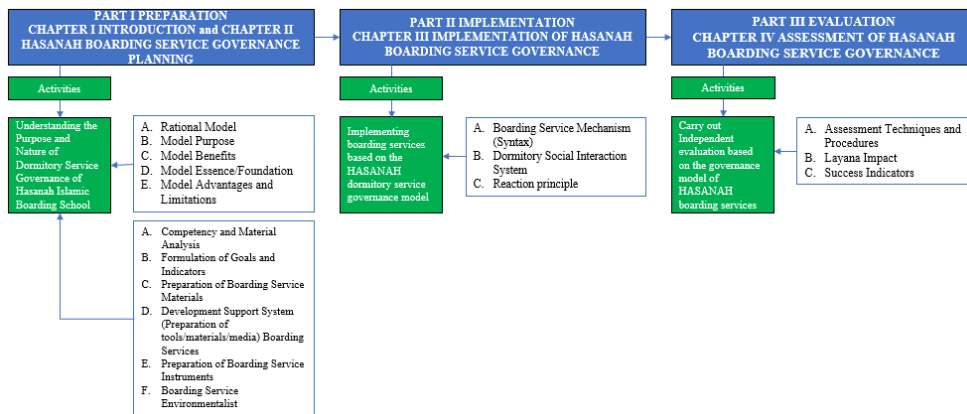 PART I PREPARATION
CHAPTER I INTRODUCTION and CHAPTER II
HASANAH BOARDING SERVICE GOVERNANCE
PLANNING
Activities
Understanding the
Purpose and
Nature of
Dormitory Service
Governance of
Hasanah Islamic
Boarding School
A. Rational Model
B. Model Purpose
C. Model Benefits
D. Model Essence/Foundation
E. Model Advantages and
Limitations
A. Competency and Material
Analysis
B. Formulation of Goals and
Indicators
C. Preparation of Boarding Service
Materials
D. Development Support System
(Preparation of
tools/materials/media) Boarding
Services
E. Preparation of Boarding Service
Instruments
F. Boarding Service
Environmentalist
PART II IMPLEMENTATION
CHAPTER III IMPLEMENTATION OF HASANAH
BOARDING SERVICE GOVERNANCE
Activities
Implementing
boarding services
based on the
HASANAH
dormitory service
governance model
A. Boarding Service Mechanism
(Syntax)
B. Dormitory Social Interaction
System
C. Reaction principle
PART III EVALUATION
CHAPTER IV ASSESSMENT OF HASANAH
BOARDING SERVICE GOVERNANCE
Activities
Carry out
Independent
evaluation based on
the governance
model of
HASANAH
boarding services
A. Assessment Techniques and
Procedures
B. Layana Impact
C. Success Indicators